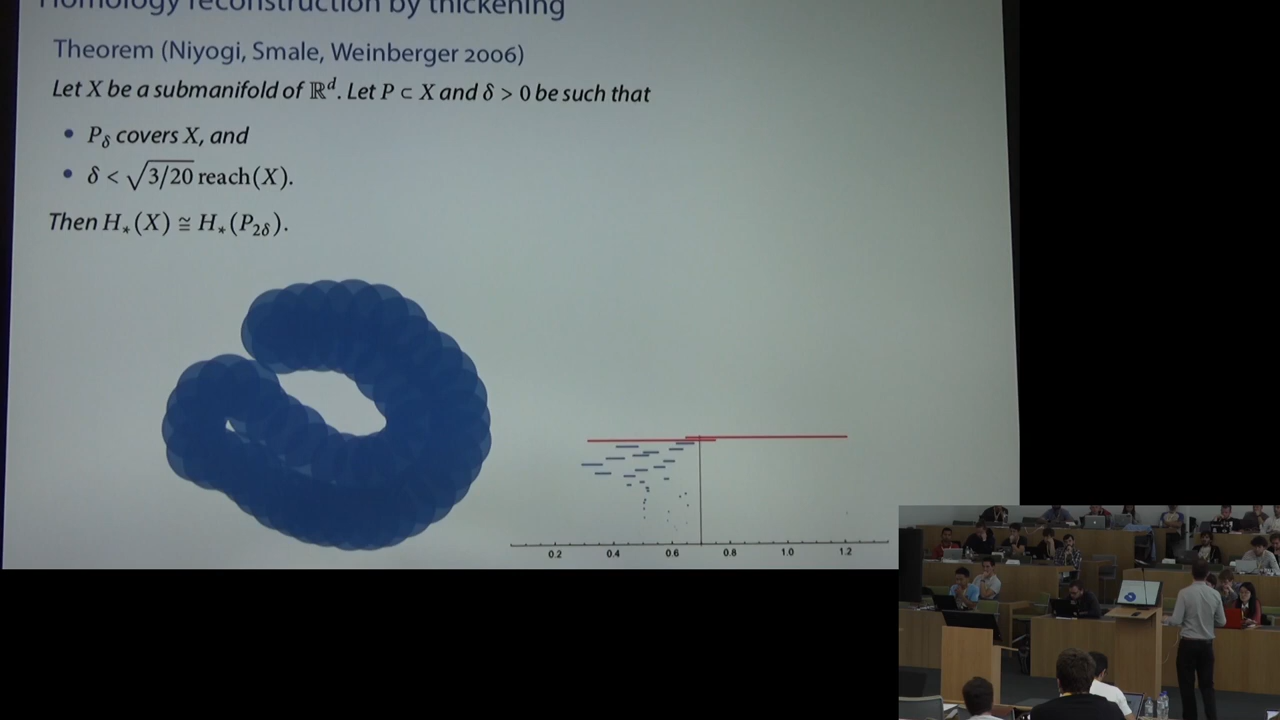 Homology reconstruction by thickening
Theorem (Niyogi, Smale, Weinberger 2006)
Let X be a submanifold of ℝᵈ. Let P ⊂ X and δ > 0 be such that
• P_δ covers X, and
• δ < √3/20 reach(X).
Then H_*(X) ≅ H_*(P_2δ).
0.2 0.4 0.6 0.8 1.0 1.2